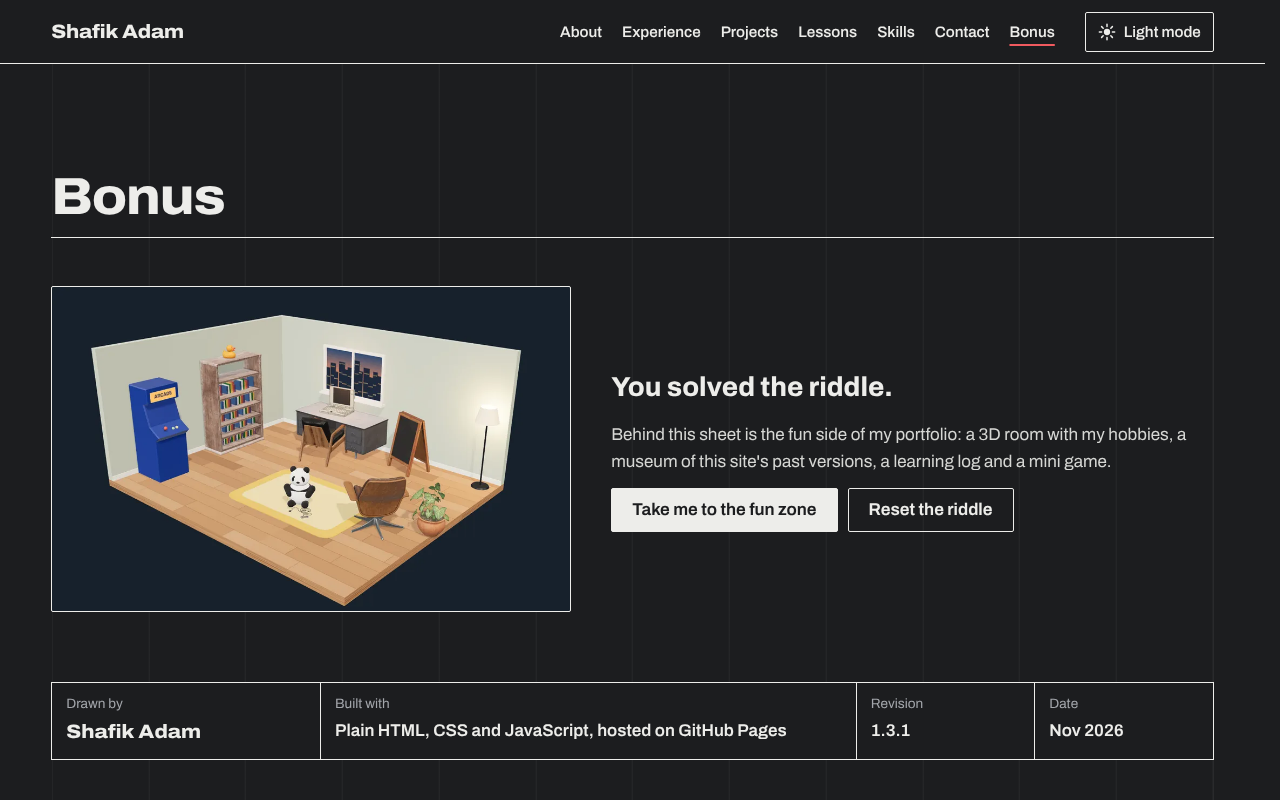 Shafik Adam
About
Experience
Projects
Lessons
Skills
Contact
Bonus
Light mode
Bonus
ARCADE
You solved the riddle.
Behind this sheet is the fun side of my portfolio: a 3D room with my hobbies, a
museum of this site's past versions, a learning log and a mini game.
Take me to the fun zone
Reset the riddle
Drawn by
Shafik Adam
Built with
Plain HTML, CSS and JavaScript, hosted on GitHub Pages
Revision
1.3.1
Date
Nov 2026